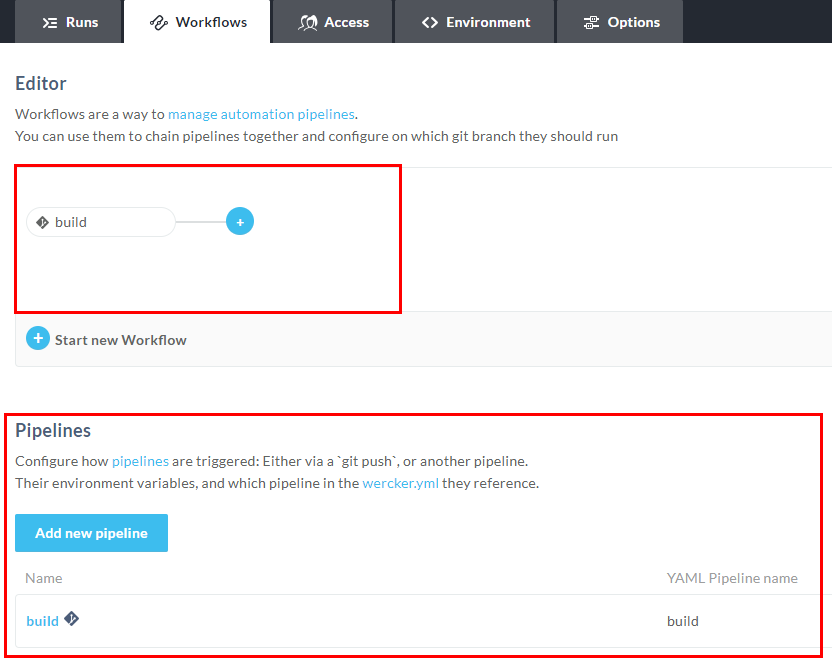 Runs Workflows Access Environment Options
Editor
Workflows are a way to manage automation pipelines.
You can use them to chain pipelines together and configure on which git branch they should run
build +
+ Start new Workflow
Pipelines
Configure how pipelines are triggered: Either via a `git push`, or another pipeline.
Their environment variables, and which pipeline in the wercker.yml they reference.
Add new pipeline
Name YAML Pipeline name
build build